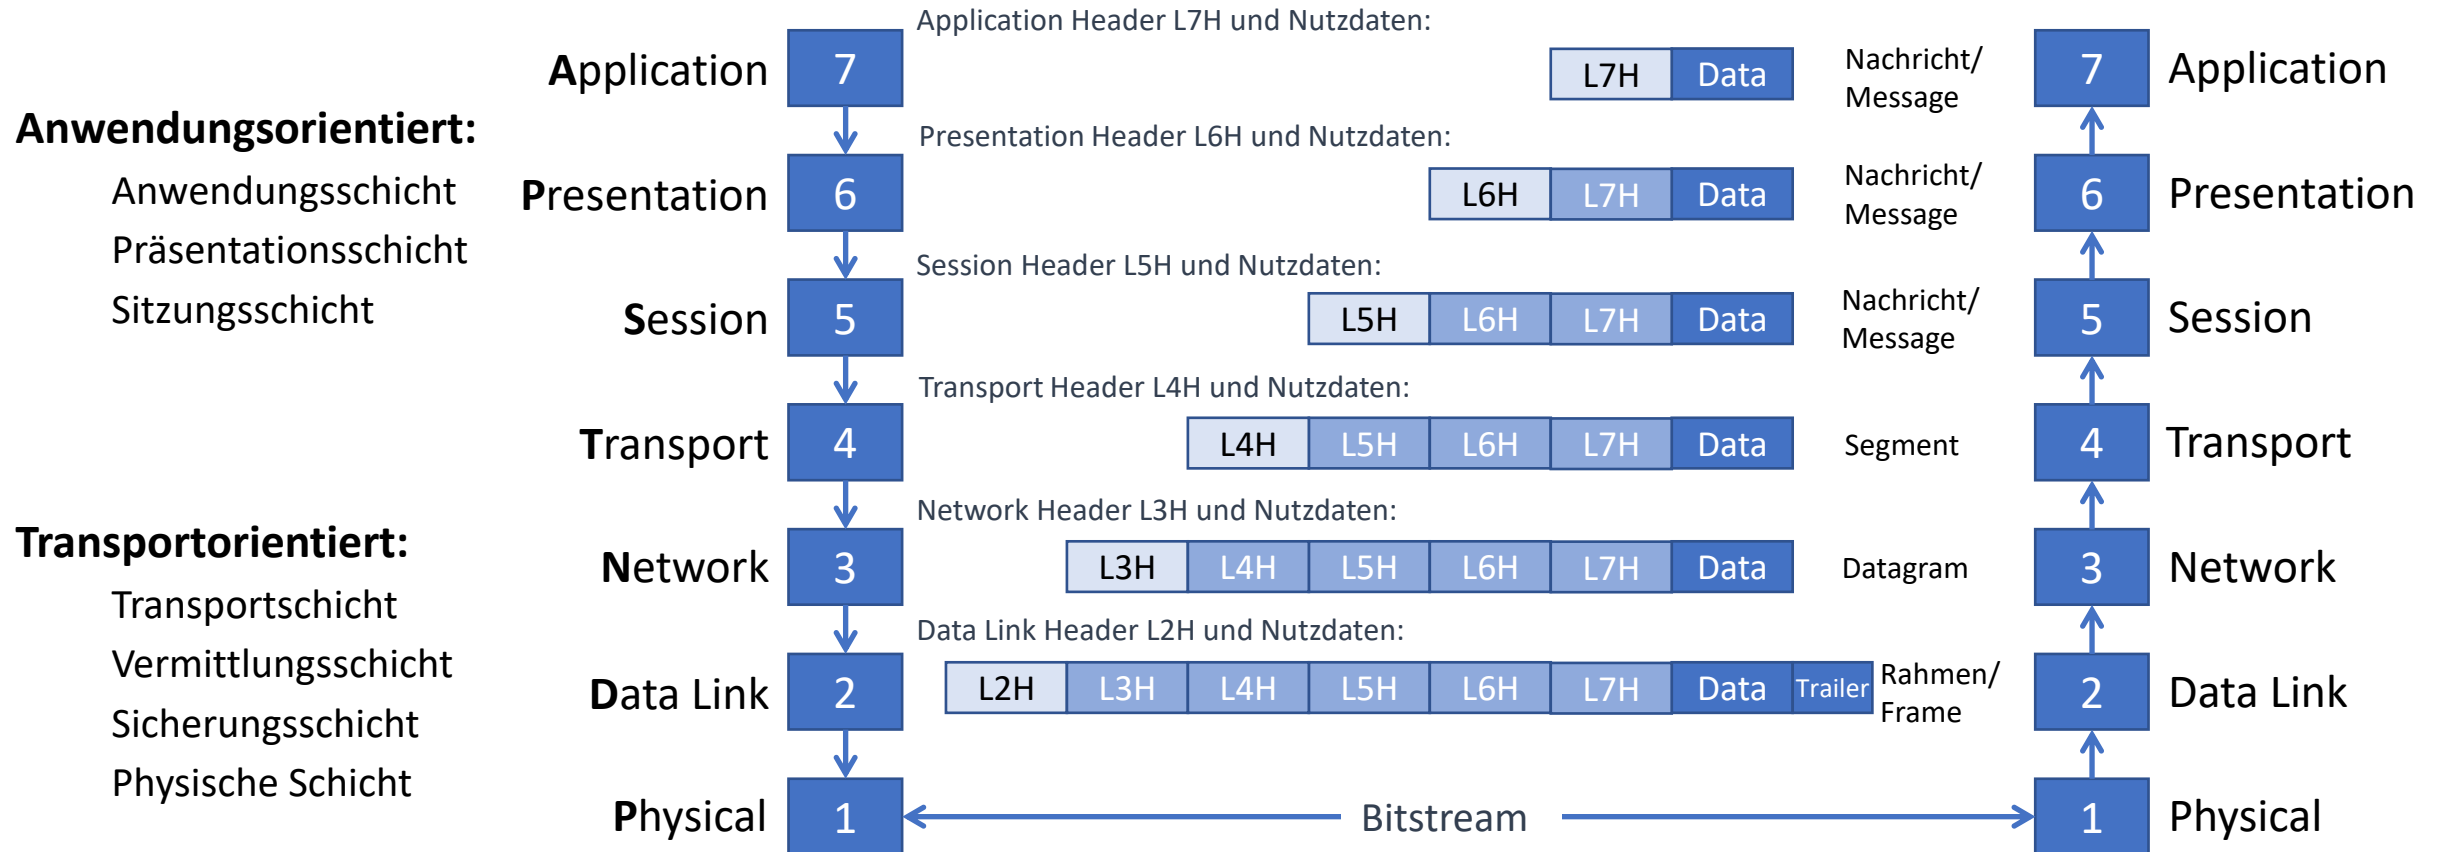 Anwendungsorientiert:
Anwendungsschicht
Präsentationsschicht
Sitzungsschicht
Transportorientiert:
Transportschicht
Vermittlungsschicht
Sicherungsschicht
Physische Schicht
Application 7
Application Header L7H und Nutzdaten:
L7H Data
Nachricht/
Message
7 Application
Presentation 6
Presentation Header L6H und Nutzdaten:
L6H L7H Data
Nachricht/
Message
6 Presentation
Session 5
Session Header L5H und Nutzdaten:
L5H L6H L7H Data
Nachricht/
Message
5 Session
Transport 4
Transport Header L4H und Nutzdaten:
L4H L5H L6H L7H Data
Segment
4 Transport
Network 3
Network Header L3H und Nutzdaten:
L3H L4H L5H L6H L7H Data
Datagram
3 Network
Data Link 2
Data Link Header L2H und Nutzdaten:
L2H L3H L4H L5H L6H L7H Data Trailer
Rahmen/
Frame
2 Data Link
Physical 1
Bitstream
1 Physical